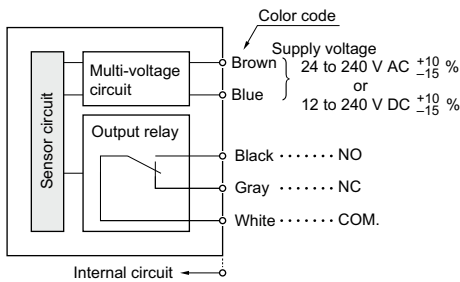 Color code
Supply voltage
Brown 24 to 240 V AC +10 −15 %
Multi-voltage circuit
or
Blue 12 to 240 V DC +10 −15 %
Sensor circuit
Output relay
Black ······· NO
Gray ······· NC
White ······· COM.
Internal circuit